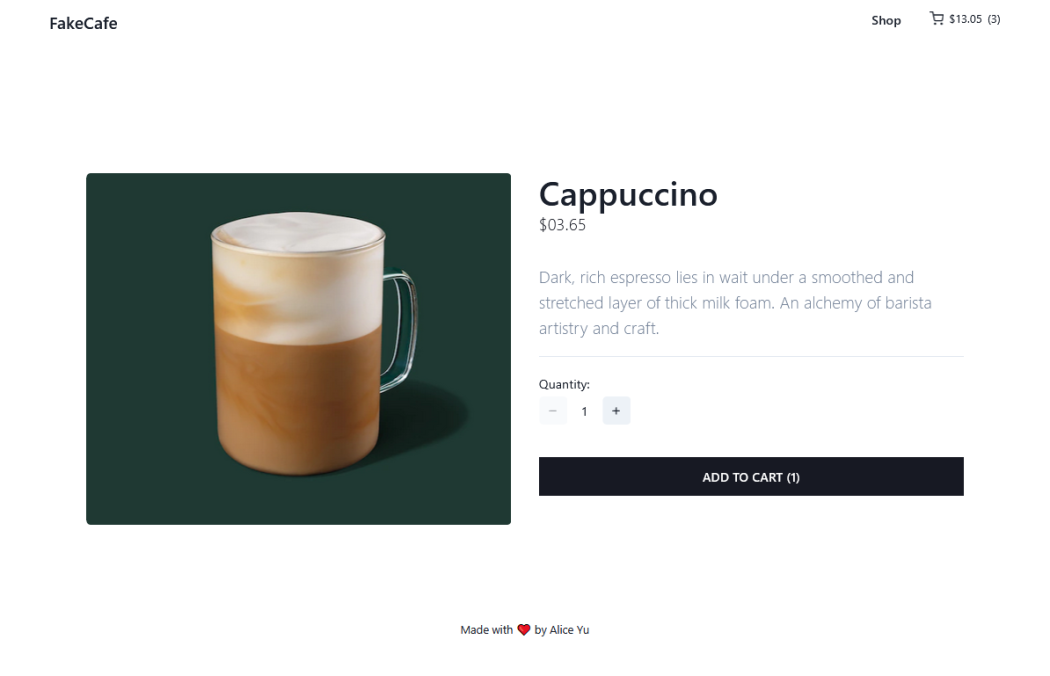 FakeCafe
Shop
$13.05 (3)
Cappuccino
$03.65
Dark, rich espresso lies in wait under a smoothed and
stretched layer of thick milk foam. An alchemy of barista
artistry and craft.
Quantity:
− 1 +
ADD TO CART (1)
Made with ❤ by Alice Yu